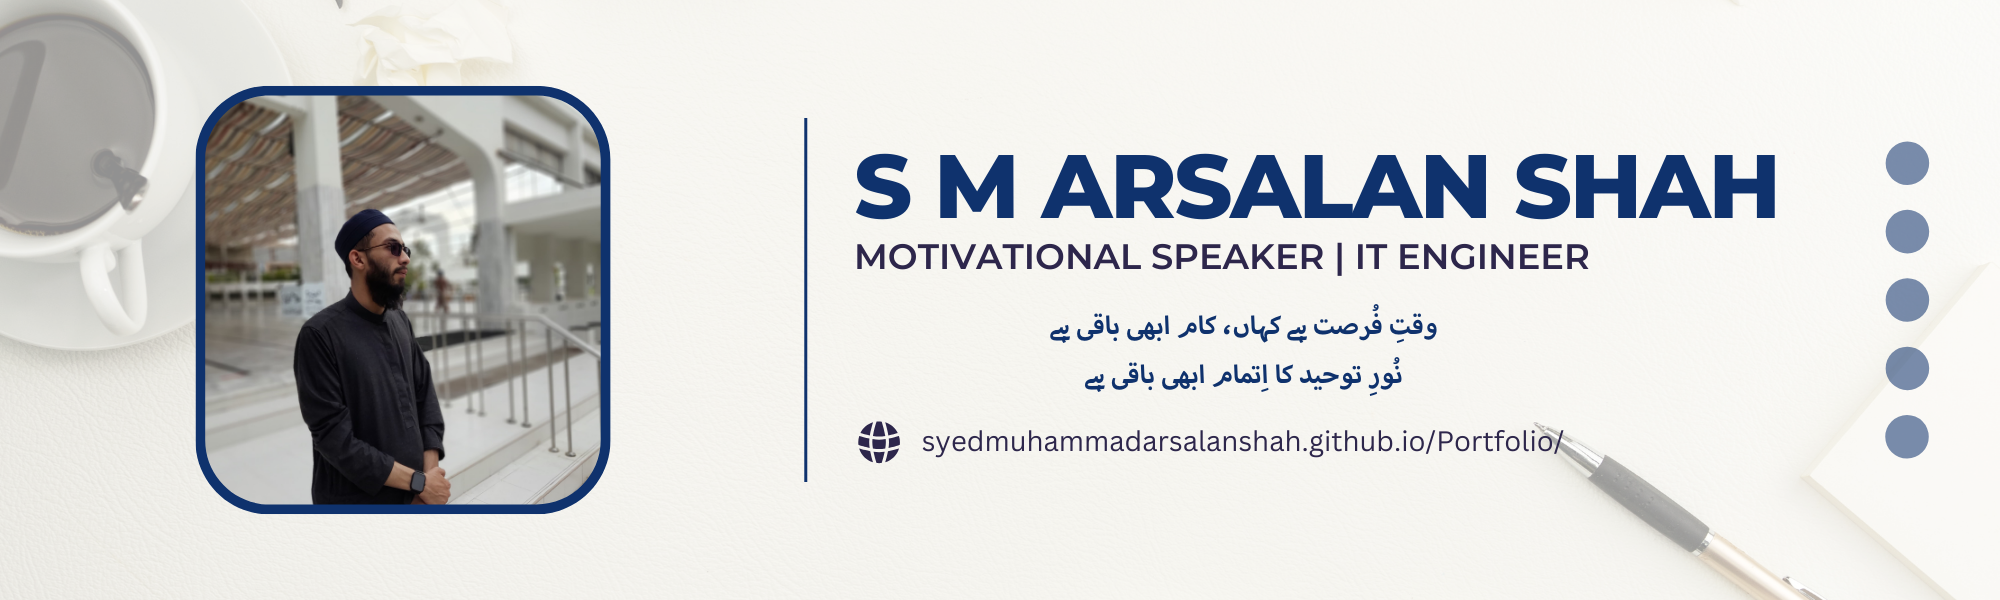 S M ARSALAN SHAH
MOTIVATIONAL SPEAKER | IT ENGINEER
وقتِ فُرصت ہے کہاں، کام ابھی باقی ہے
نُورِ توحید کا اِتمام ابھی باقی ہے
syedmuhammadarsalanshah.github.io/Portfolio/